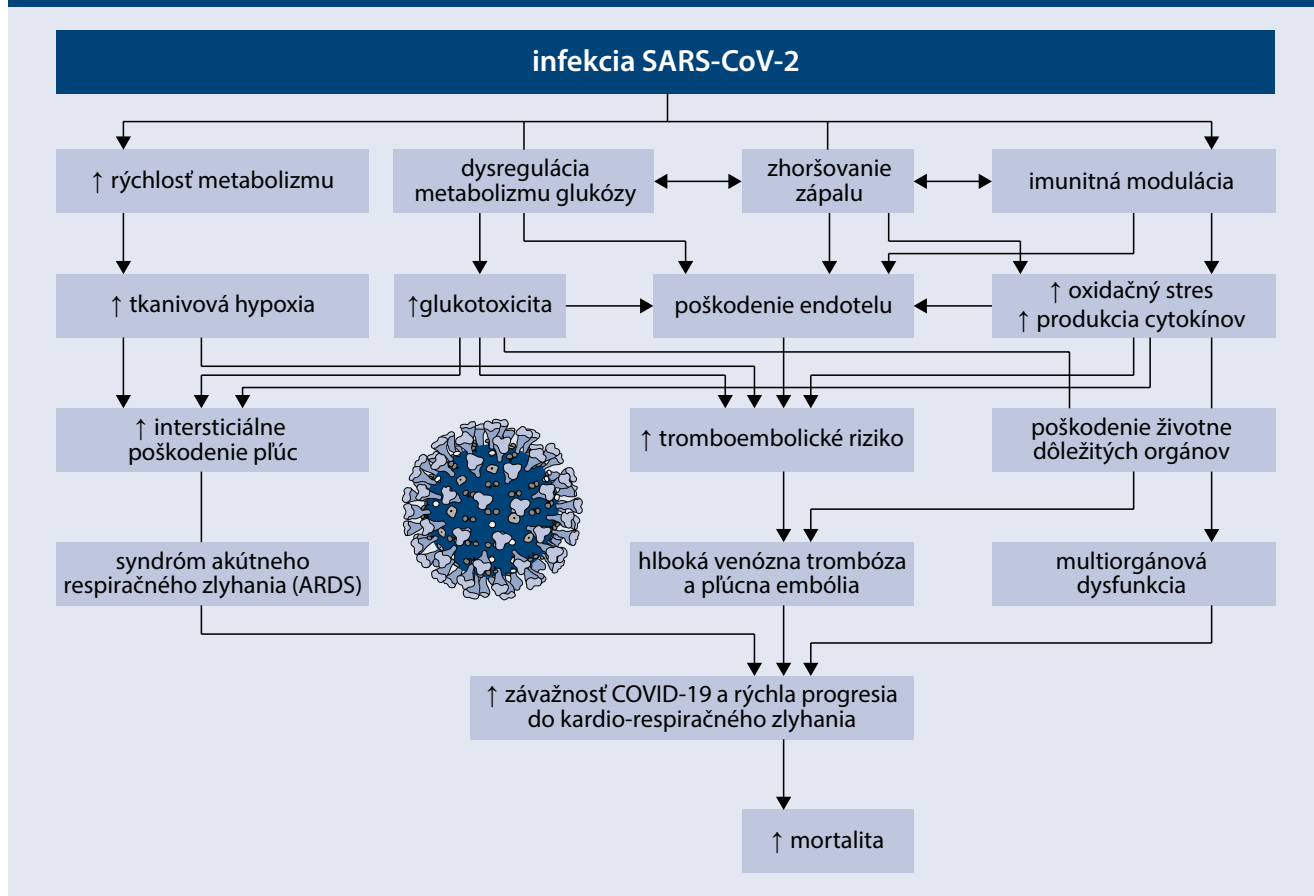 infekcia SARS-CoV-2
↑ rýchlosť metabolizmu
dysregulácia
metabolizmu glukózy
zhoršovanie
zápalu
imunitná modulácia
↑ tkanivová hypoxia
↑glukotoxicita
poškodenie endotelu
↑ oxidačný stres
↑ produkcia cytokínov
↑ intersticiálne
poškodenie pľúc
↑ tromboembolické riziko
poškodenie životne
dôležitých orgánov
syndróm akútneho
respiračného zlyhania (ARDS)
hlboká venózna trombóza
a pľúcna embólia
multiorgánová
dysfunkcia
↑ závažnosť COVID-19 a rýchla progresia
do kardio-respiračného zlyhania
↑ mortalita